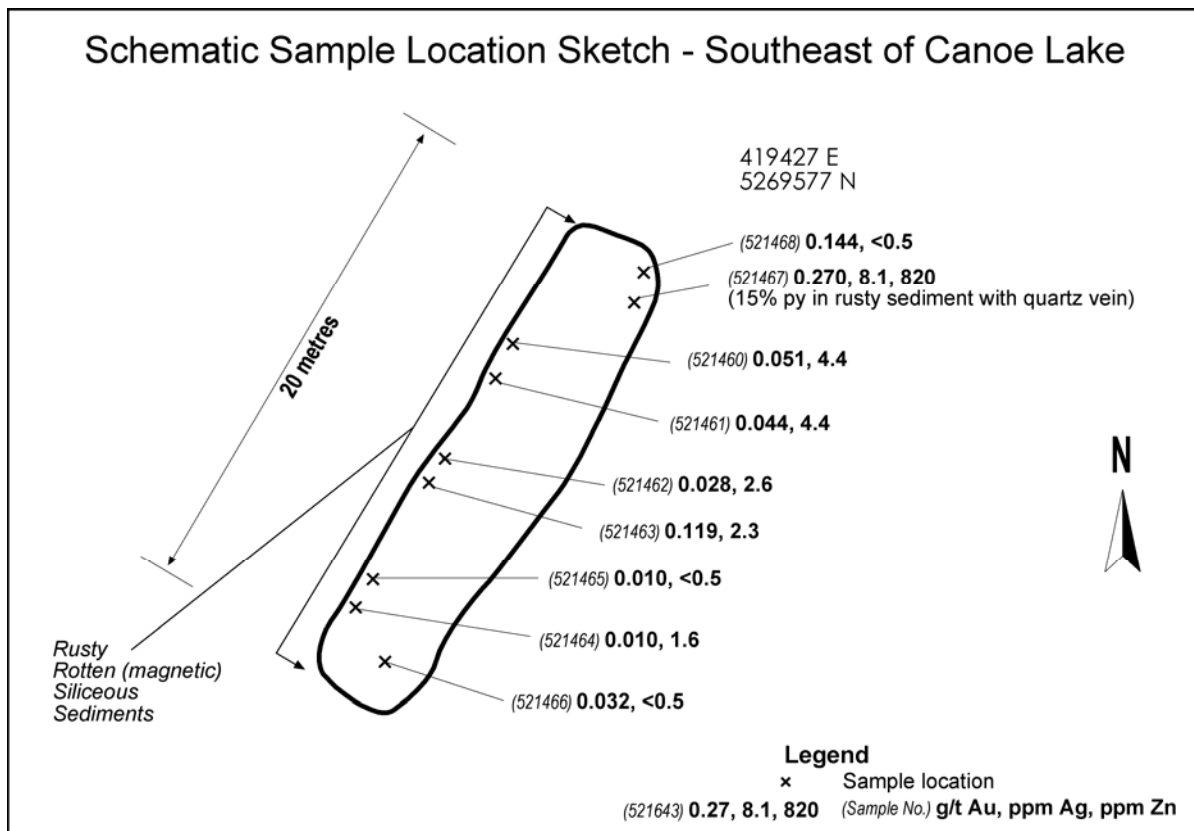 Schematic Sample Location Sketch - Southeast of Canoe Lake
419427 E
5269577 N
(521468) 0.144, <0.5
(521467) 0.270, 8.1, 820
(15% py in rusty sediment with quartz vein)
20 metres
(521460) 0.051, 4.4
(521461) 0.044, 4.4
(521462) 0.028, 2.6
(521463) 0.119, 2.3
(521465) 0.010, <0.5
(521464) 0.010, 1.6
(521466) 0.032, <0.5
N
Rusty
Rotten (magnetic)
Siliceous
Sediments
Legend
× Sample location
(521643) 0.27, 8.1, 820 (Sample No.) g/t Au, ppm Ag, ppm Zn